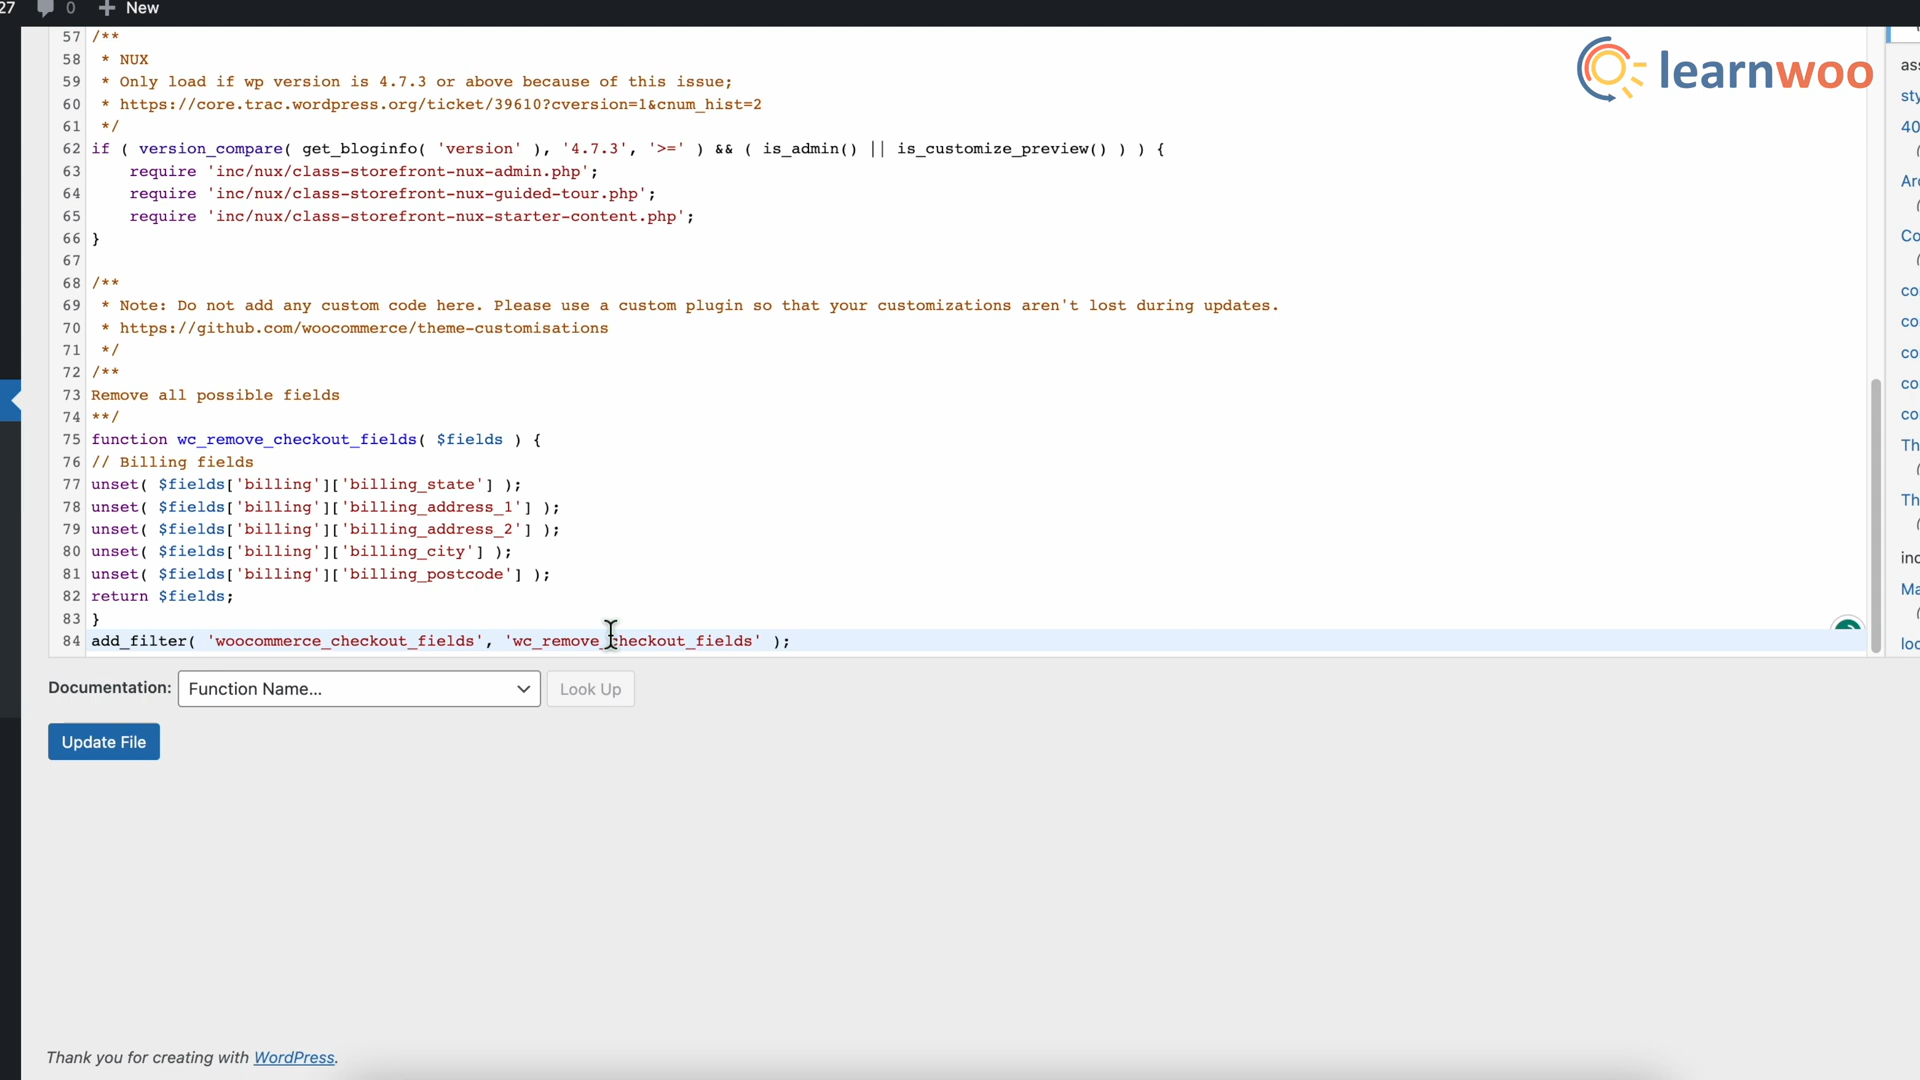 27 0 New
learnwoo
57 /**
58 * NUX
59 * Only load if wp version is 4.7.3 or above because of this issue;
60 * https://core.trac.wordpress.org/ticket/39610?cversion=1&cnum_hist=2
61 */
62 if ( version_compare( get_bloginfo( 'version' ), '4.7.3', '>=' ) && ( is_admin() || is_customize_preview() ) ) {
63 require 'inc/nux/class-storefront-nux-admin.php';
64 require 'inc/nux/class-storefront-nux-guided-tour.php';
65 require 'inc/nux/class-storefront-nux-starter-content.php';
66 }
67
68 /**
69 * Note: Do not add any custom code here. Please use a custom plugin so that your customizations aren't lost during updates.
70 * https://github.com/woocommerce/theme-customisations
71 */
72 /**
73 Remove all possible fields
74 **/
75 function wc_remove_checkout_fields( $fields ) {
76 // Billing fields
77 unset( $fields['billing']['billing_state'] );
78 unset( $fields['billing']['billing_address_1'] );
79 unset( $fields['billing']['billing_address_2'] );
80 unset( $fields['billing']['billing_city'] );
81 unset( $fields['billing']['billing_postcode'] );
82 return $fields;
83 }
84 add_filter( 'woocommerce_checkout_fields', 'wc_remove_checkout_fields' );
Documentation: Function Name... Look Up
Update File
Thank you for creating with WordPress.